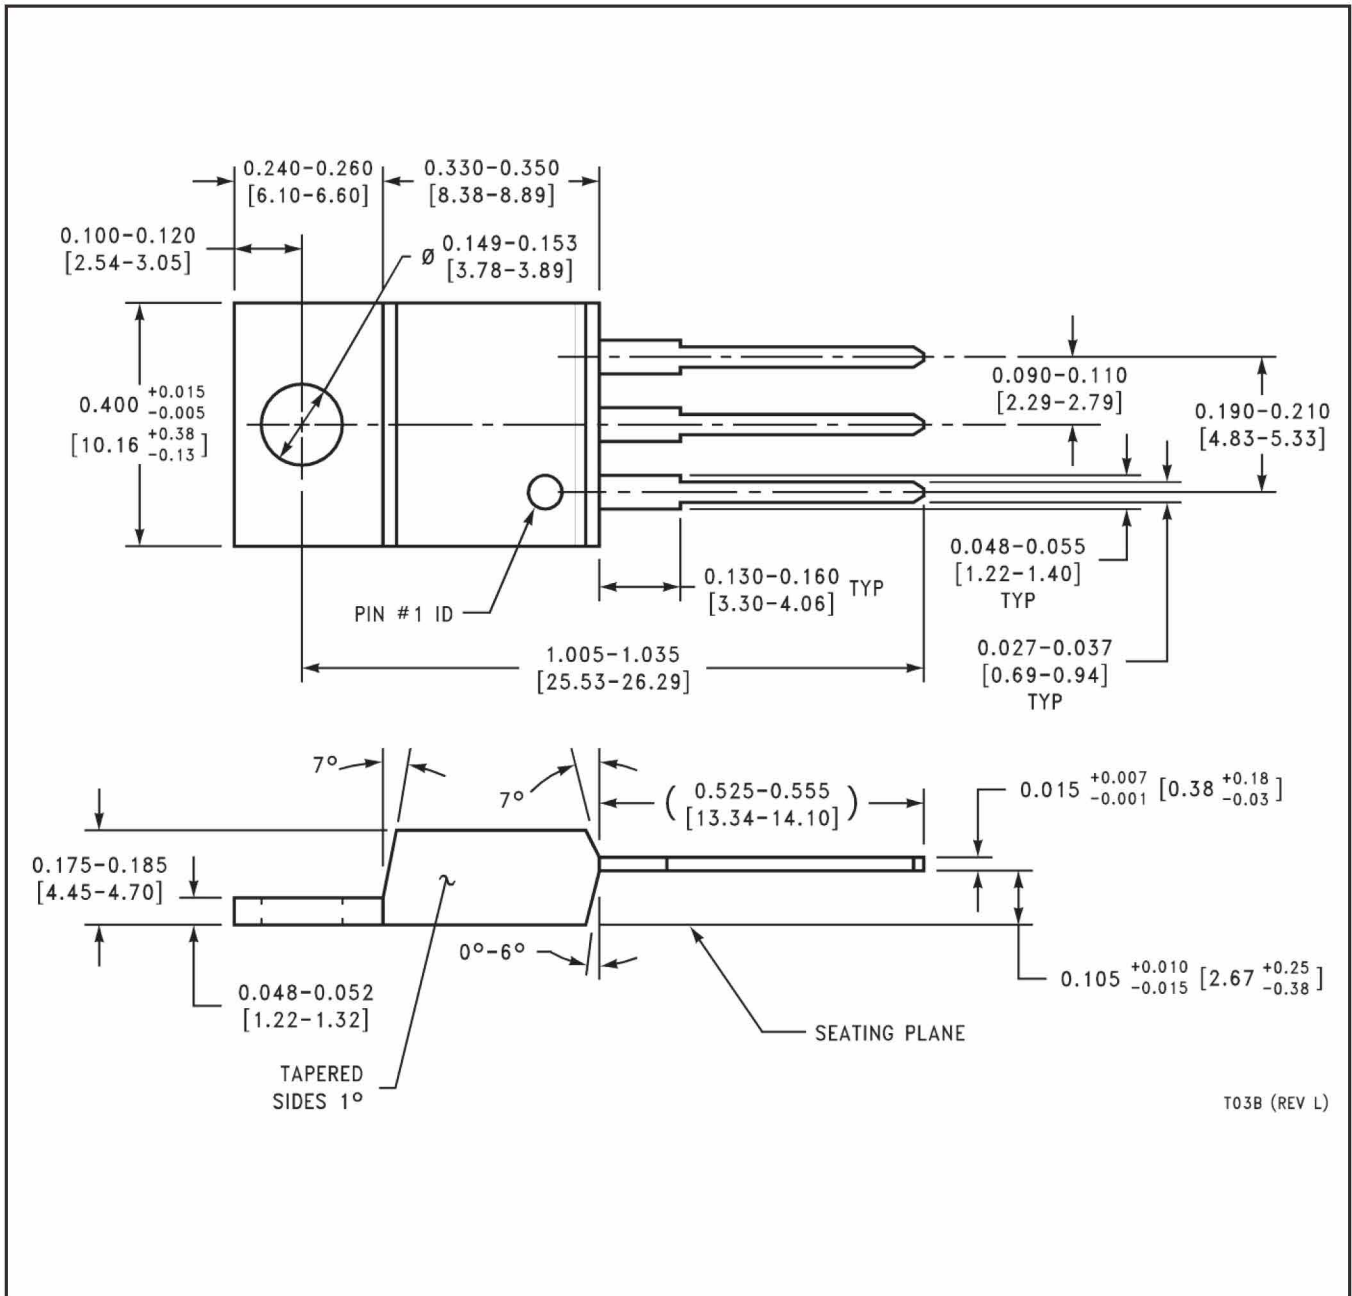 0.240-0.260
[6.10-6.60]
0.330-0.350
[8.38-8.89]
0.100-0.120
[2.54-3.05]
Ø 0.149-0.153
[3.78-3.89]
0.400 +0.015
-0.005
[10.16 +0.38
-0.13 ]
0.090-0.110
[2.29-2.79]
0.190-0.210
[4.83-5.33]
0.048-0.055
[1.22-1.40]
TYP
0.130-0.160 TYP
[3.30-4.06]
PIN #1 ID
1.005-1.035
[25.53-26.29]
0.027-0.037
[0.69-0.94]
TYP
7°
7°
( 0.525-0.555 )
[13.34-14.10]
0.015 +0.007 [0.38 +0.18 ]
-0.001 -0.03
0.175-0.185
[4.45-4.70]
0°-6°
0.105 +0.010 [2.67 +0.25 ]
-0.015 -0.38
0.048-0.052
[1.22-1.32]
SEATING PLANE
TAPERED
SIDES 1°
T03B (REV L)